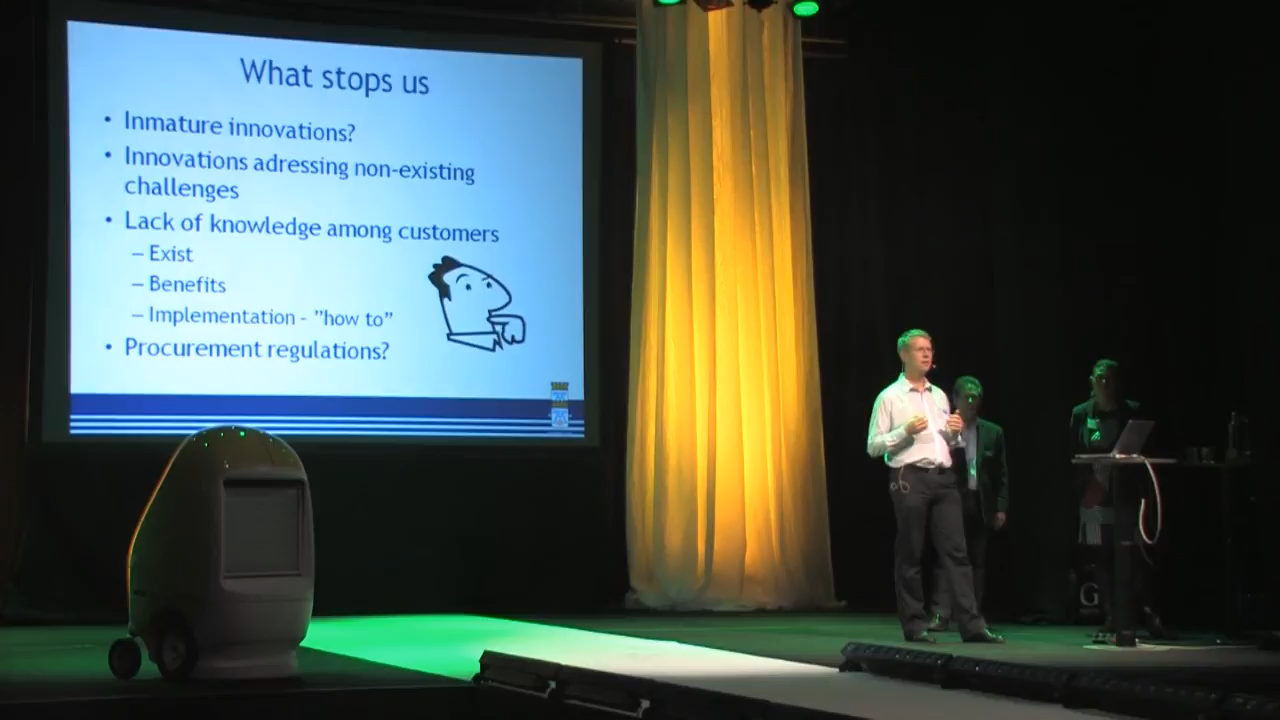 What stops us
• Inmature innovations?
• Innovations adressing non-existing
challenges
• Lack of knowledge among customers
– Exist
– Benefits
– Implementation - ”how to”
• Procurement regulations?
G